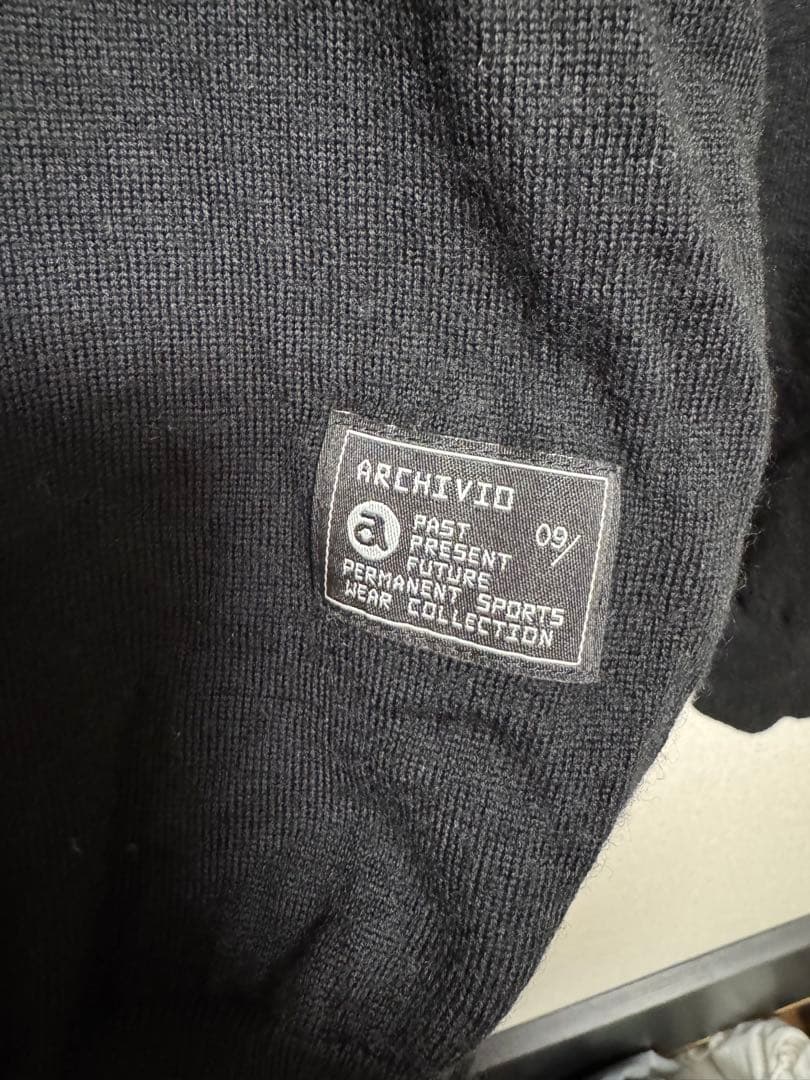 ARCHIVIO
09/
a
PAST
PRESENT
FUTURE
PERMANENT SPORTS
WEAR COLLECTION